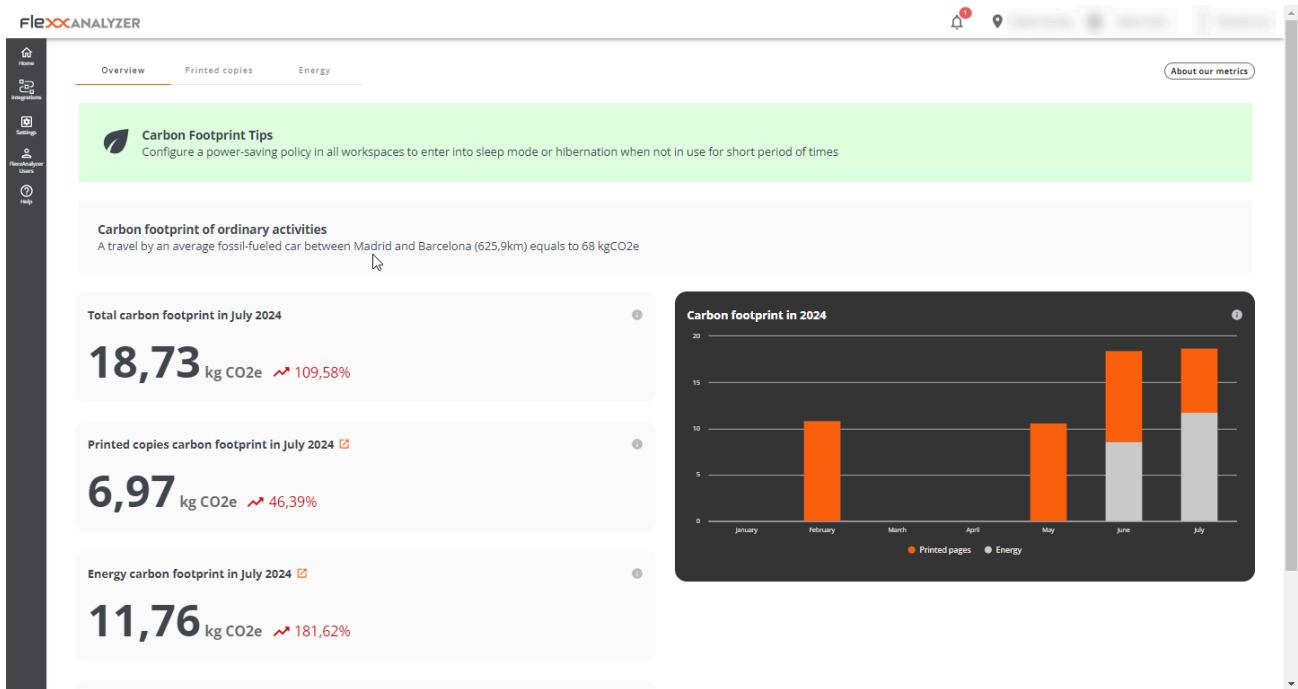 FlexxANALYZER
1
Home
Integrations
Settings
FlexxAnalyzer
Users
Help
Overview
Printed copies
Energy
About our metrics
Carbon Footprint Tips
Configure a power-saving policy in all workspaces to enter into sleep mode or hibernation when not in use for short period of times
Carbon footprint of ordinary activities
A travel by an average fossil-fueled car between Madrid and Barcelona (625,9km) equals to 68 kgCO2e
Total carbon footprint in July 2024
18,73 kg CO2e 109,58%
Printed copies carbon footprint in July 2024
6,97 kg CO2e 46,39%
Energy carbon footprint in July 2024
11,76 kg CO2e 181,62%
Carbon footprint in 2024
20
15
10
5
0
January February March April May June July
Printed pages Energy